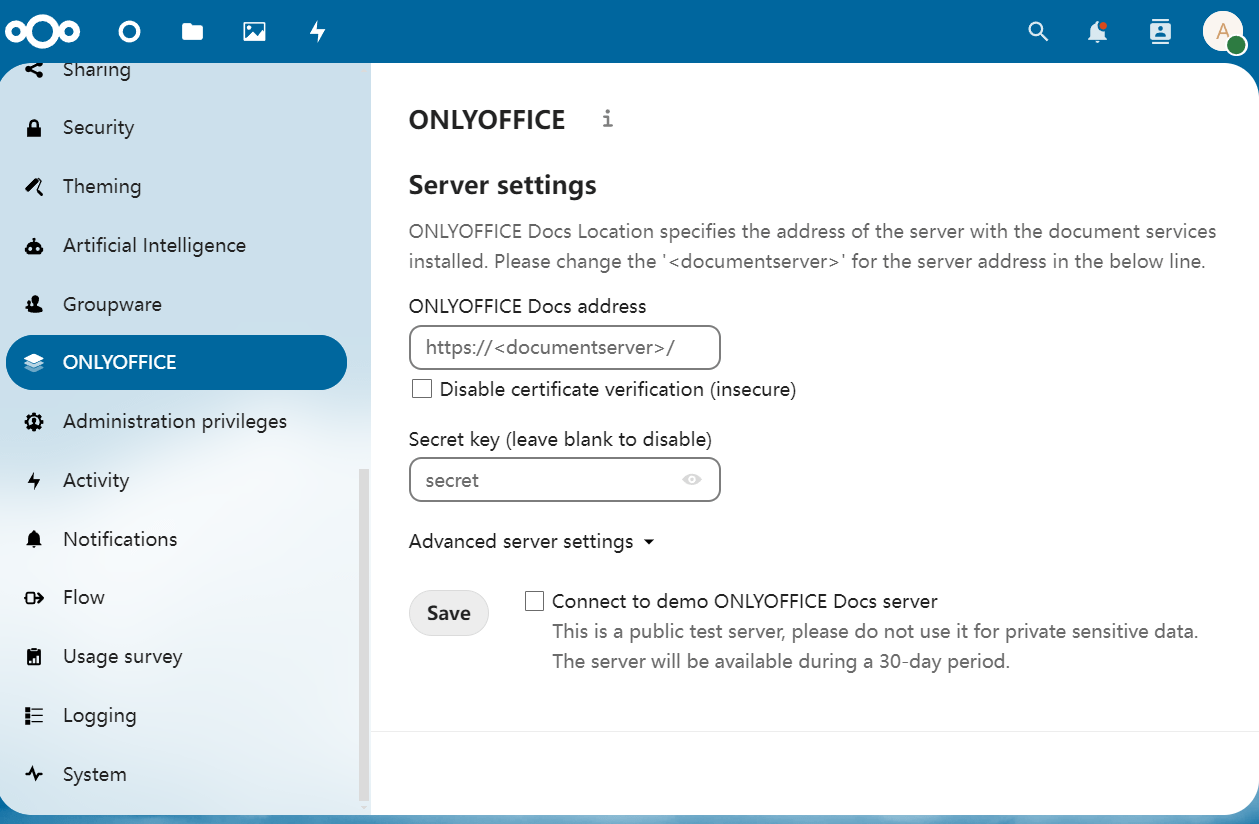 A
Sharing
Security
Theming
Artificial Intelligence
Groupware
ONLYOFFICE
Administration privileges
Activity
Notifications
Flow
Usage survey
Logging
System
ONLYOFFICE
Server settings
ONLYOFFICE Docs Location specifies the address of the server with the document services
installed. Please change the '<documentserver>' for the server address in the below line.
ONLYOFFICE Docs address
https://<documentserver>/
Disable certificate verification (insecure)
Secret key (leave blank to disable)
secret
Advanced server settings
Save
Connect to demo ONLYOFFICE Docs server
This is a public test server, please do not use it for private sensitive data.
The server will be available during a 30-day period.